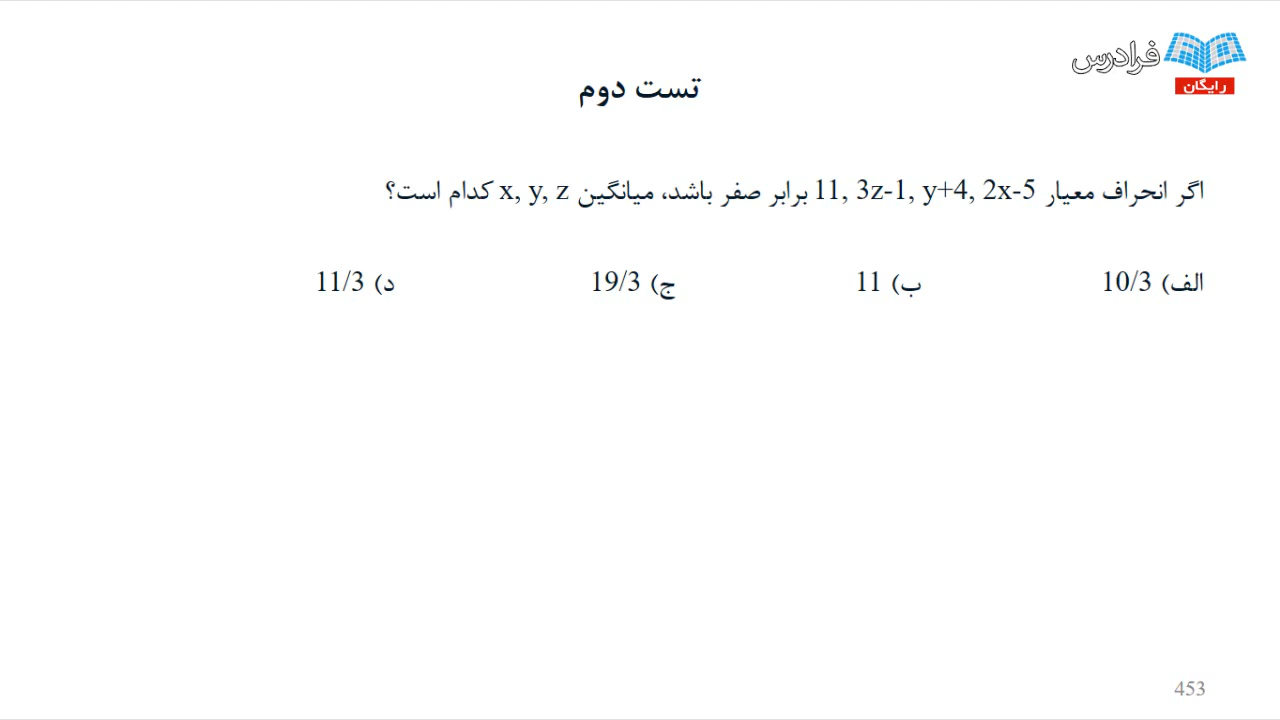 فرادرس
رایگان
تست دوم
اگر انحراف معیار 11, 3z-1, y+4, 2x-5 برابر صفر باشد، میانگین x, y, z کدام است؟
الف) 10/3 ب) 11 ج) 19/3 د) 11/3
453